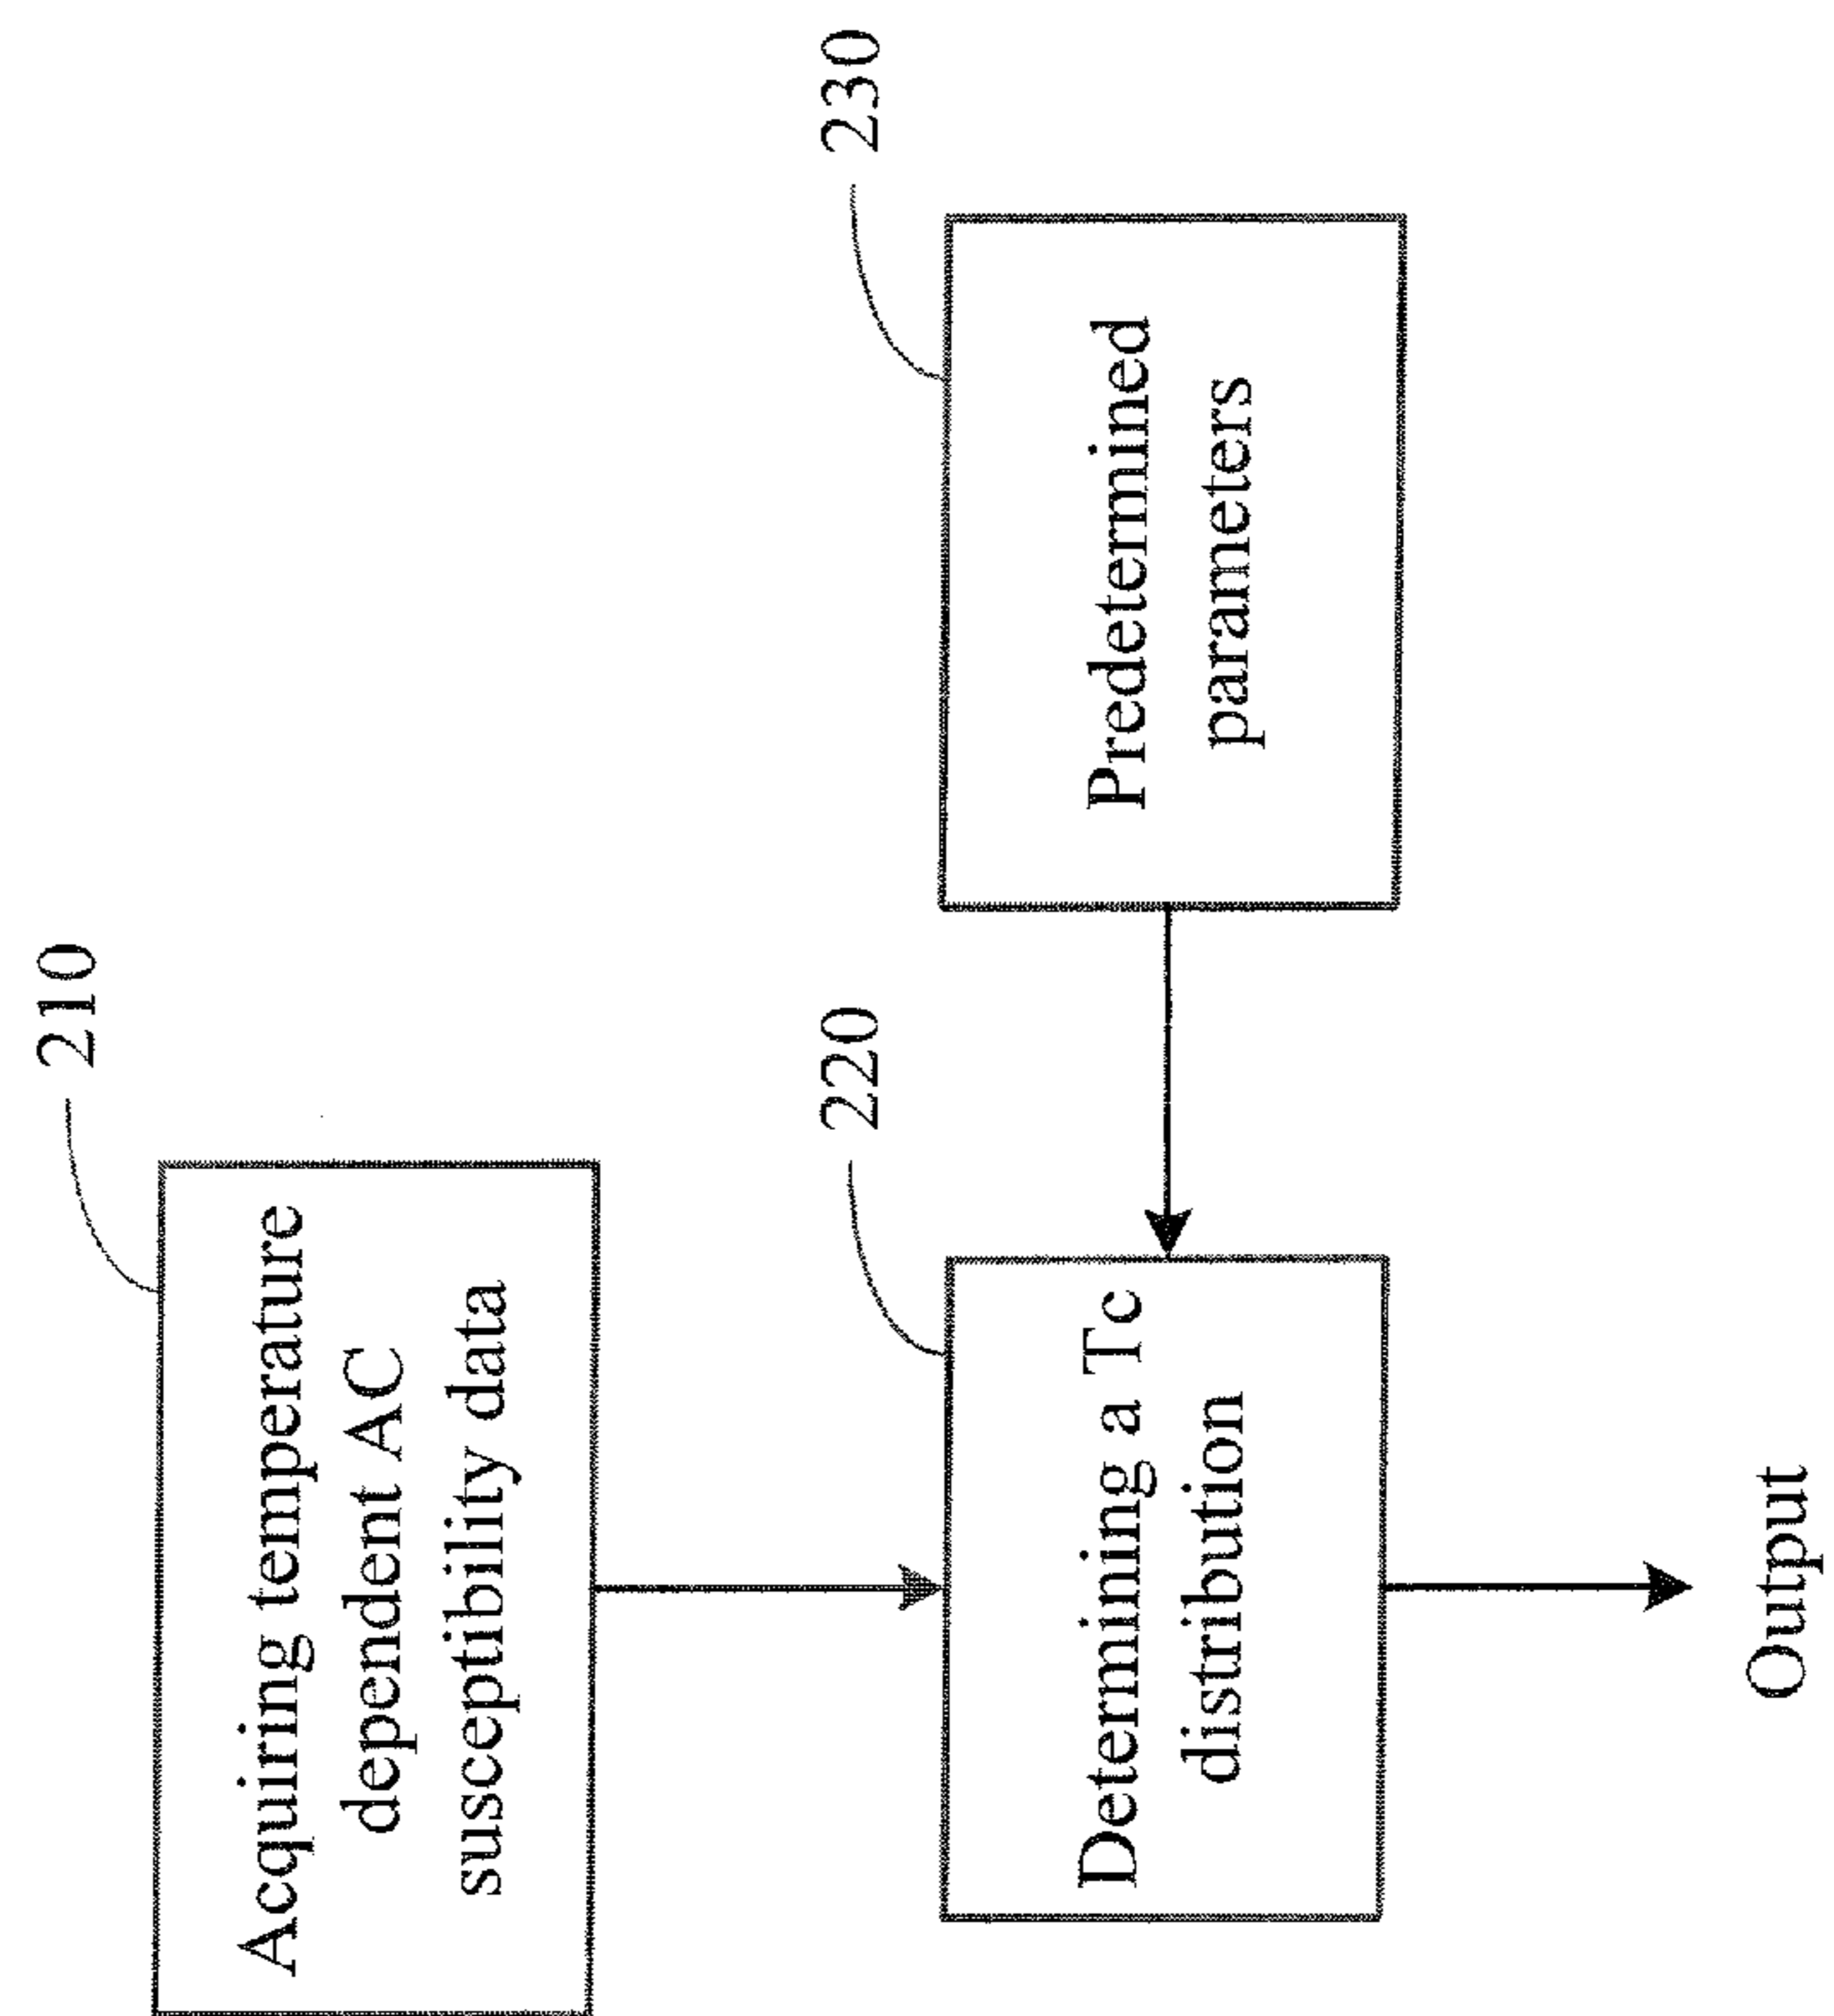 210
Acquiring temperature
dependent AC
susceptibility data
220
Determining a Tc
distribution
230
Predetermined
parameters
Output